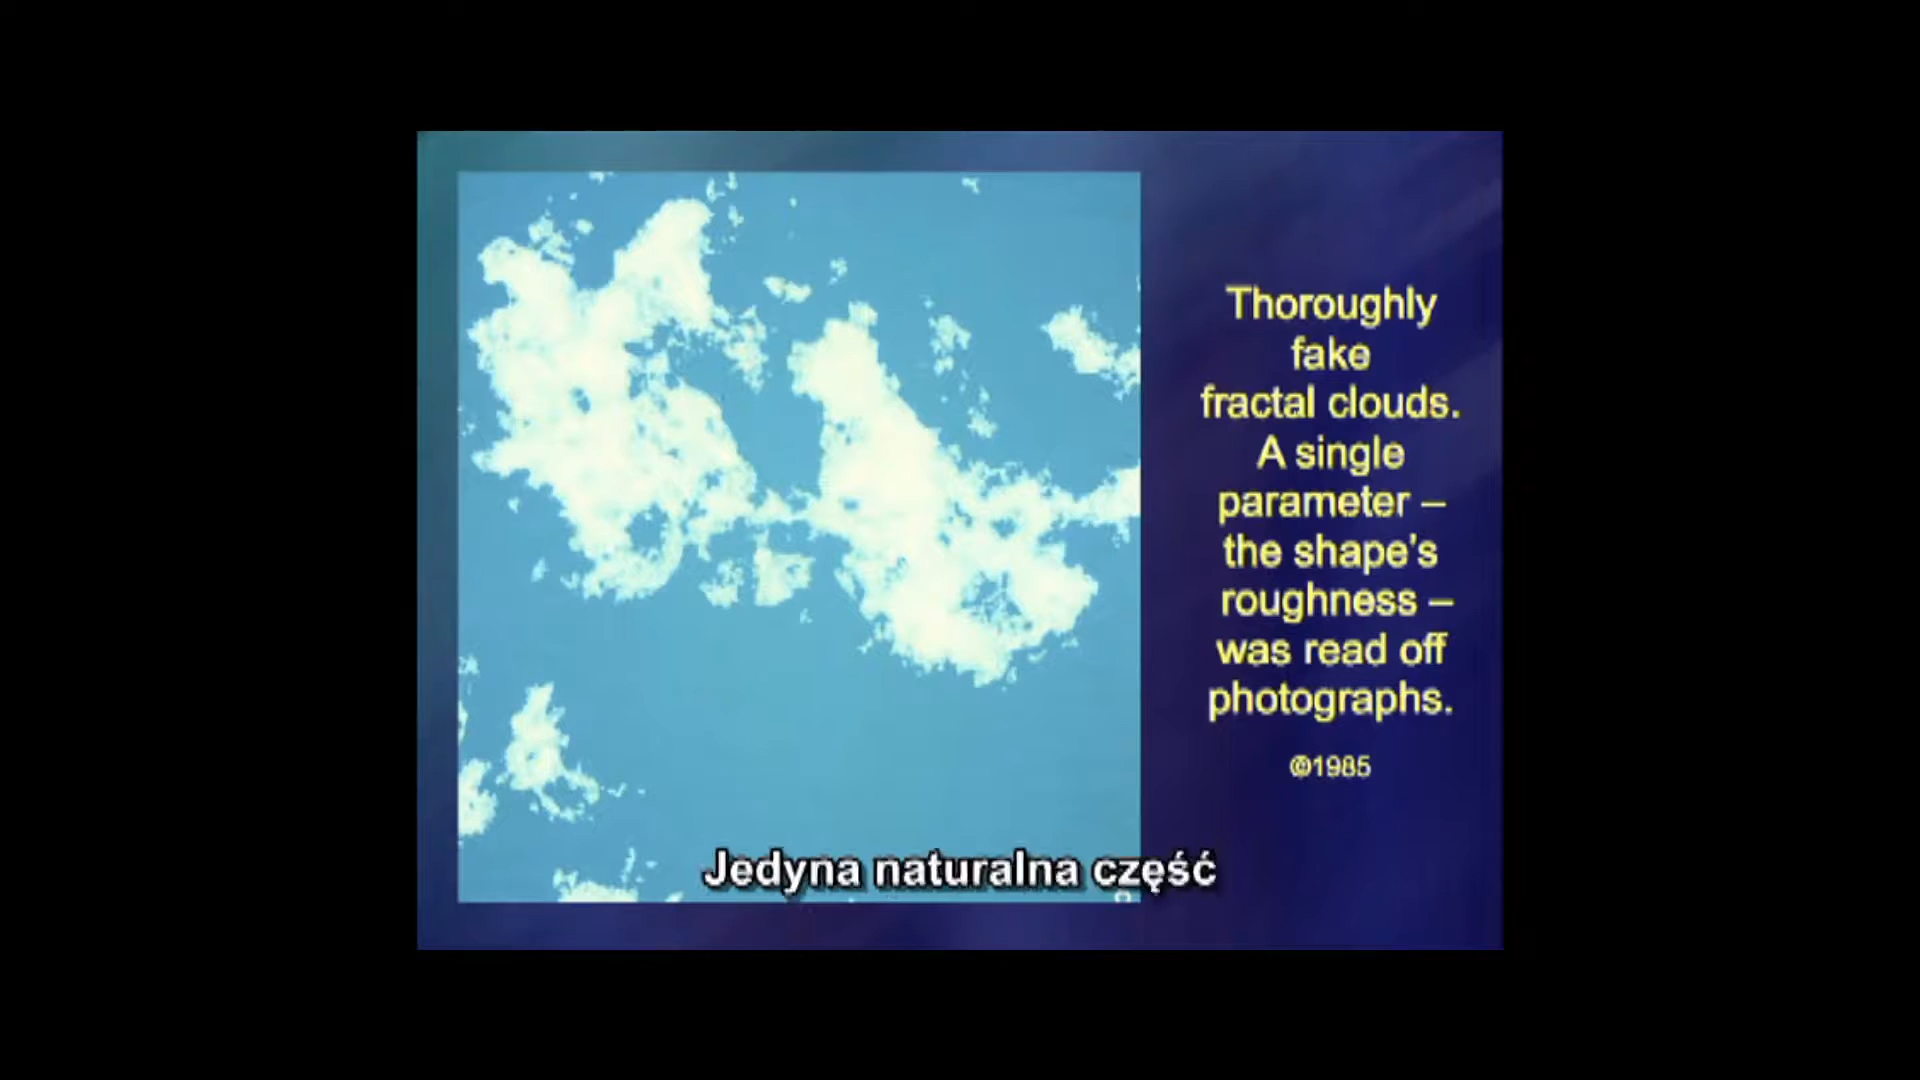 Thoroughly
fake
fractal clouds.
A single
parameter –
the shape's
roughness –
was read off
photographs.
©1985
Jedyna naturalna część